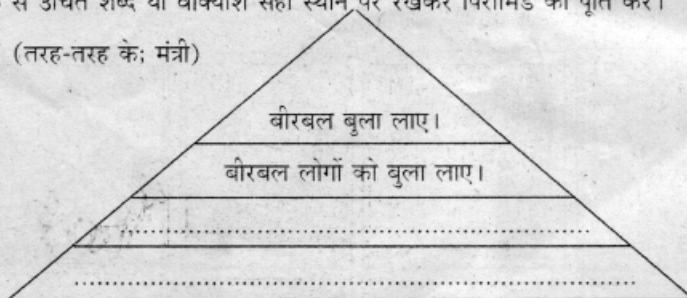 से उचित शब्द या वाक्यांश सही स्थान पर रखकर पिरामिड की पूर्ति करें।
(तरह-तरह के; मंत्री)
बीरबल बुला लाए।
बीरबल लोगों को बुला लाए।